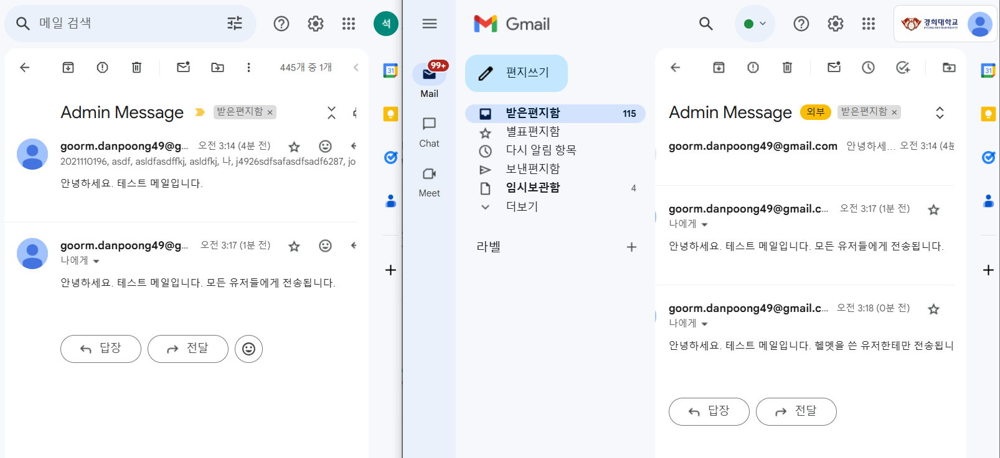 메일 검색
석
445개 중 1개
31
Admin Message
받은편지함 ×
goorm.danpoong49@g...
오전 3:14 (4분 전)
2021110196, asdf, asldfasdffkj, asldfkj, 나, j4926sdfsafasdfsadf6287, jo
안녕하세요. 테스트 메일입니다.
goorm.danpoong49@g...
오전 3:17 (1분 전)
나에게
안녕하세요. 테스트 메일입니다. 모든 유저들에게 전송됩니다.
답장
전달
99+
Mail
Chat
Meet
Gmail
편지쓰기
받은편지함 115
별표편지함
다시 알림 항목
보낸편지함
임시보관함 4
더보기
라벨
경희대학교
KYUNG HEE UNIVERSITY
31
Admin Message
외부
받은편지함 ×
goorm.danpoong49@gmail.com
안녕하세... 오전 3:14 (4분
goorm.danpoong49@gmail.c...
오전 3:17 (1분 전)
나에게
안녕하세요. 테스트 메일입니다. 모든 유저들에게 전송됩니다.
goorm.danpoong49@gmail.c...
오전 3:18 (0분 전)
나에게
안녕하세요. 테스트 메일입니다. 헬멧을 쓴 유저한테만 전송됩니
답장
전달